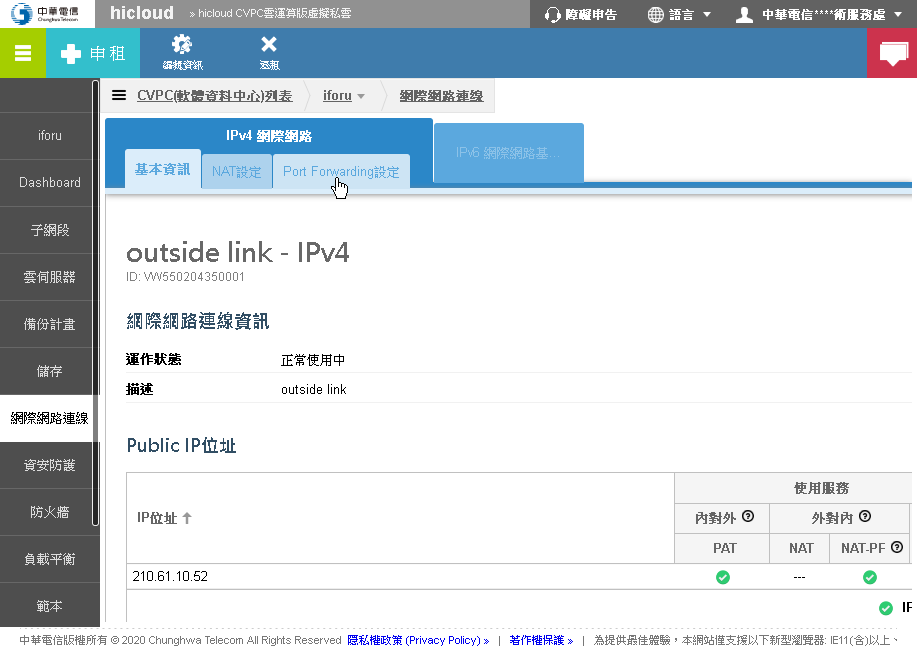 中華電信
Chunghwa Telecom
hicloud » hicloud CVPC雲運算版虛擬私雲
障礙申告 語言 中華電信****術服務處
申租 編輯資訊 退租
CVPC(軟體資料中心)列表 iforu 網際網路連線
iforu
Dashboard
子網段
雲伺服器
備份計畫
儲存
網際網路連線
資安防護
防火牆
負載平衡
範本
IPv4 網際網路 IPv6 網際網路基...
基本資訊 NAT設定 Port Forwarding設定
outside link - IPv4
ID: VW550204350001
網際網路連線資訊
運作狀態 正常使用中
描述 outside link
Public IP位址
IP位址 使用服務
內對外 外對內
PAT NAT NAT-PF
210.61.10.52 ---
IP
中華電信版權所有 © 2020 Chunghwa Telecom All Rights Reserved 隱私權政策 (Privacy Policy) » | 著作權保護 » | 為提供最佳體驗，本網站僅支援以下新型瀏覽器: IE11(含)以上、